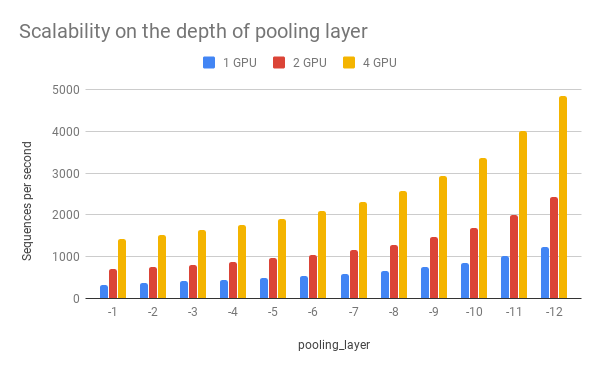 Scalability on the depth of pooling layer
1 GPU 2 GPU 4 GPU
Sequences per second
5000
4000
3000
2000
1000
0
-1 -2 -3 -4 -5 -6 -7 -8 -9 -10 -11 -12
pooling_layer